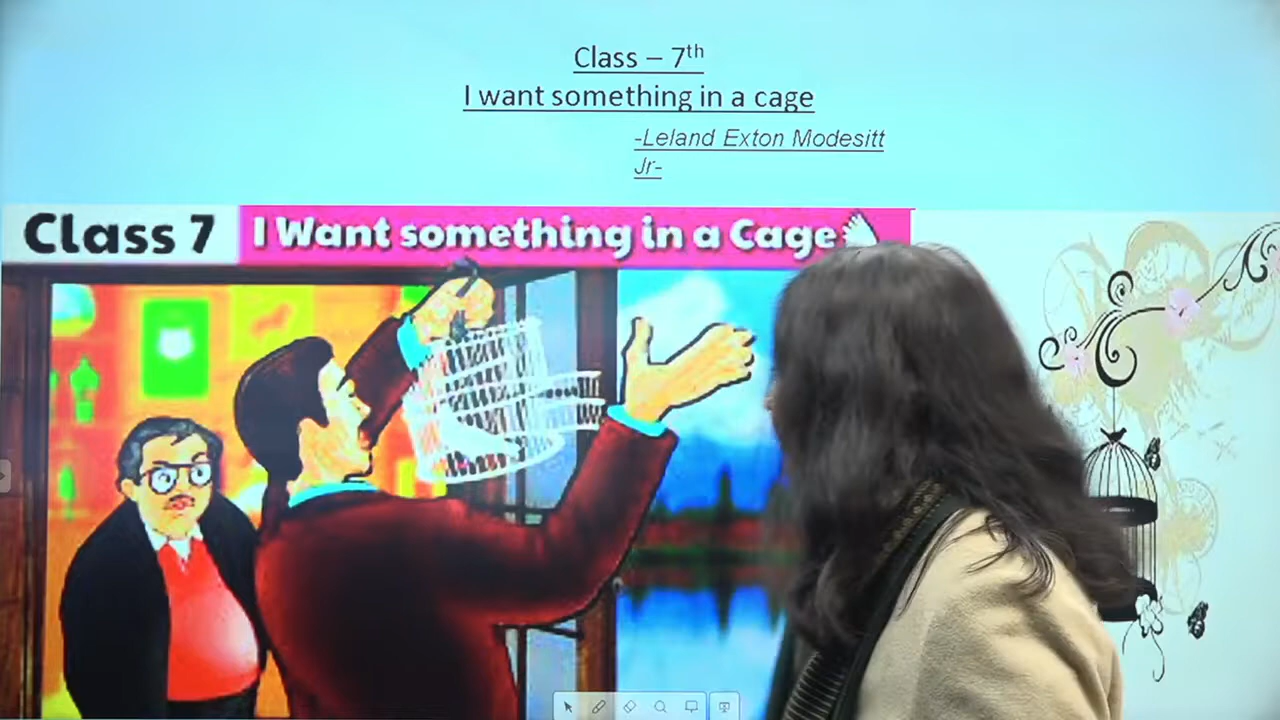 Class – 7th
I want something in a cage
-Leland Exton Modesitt
Jr-
Class 7 I Want something in a Cage